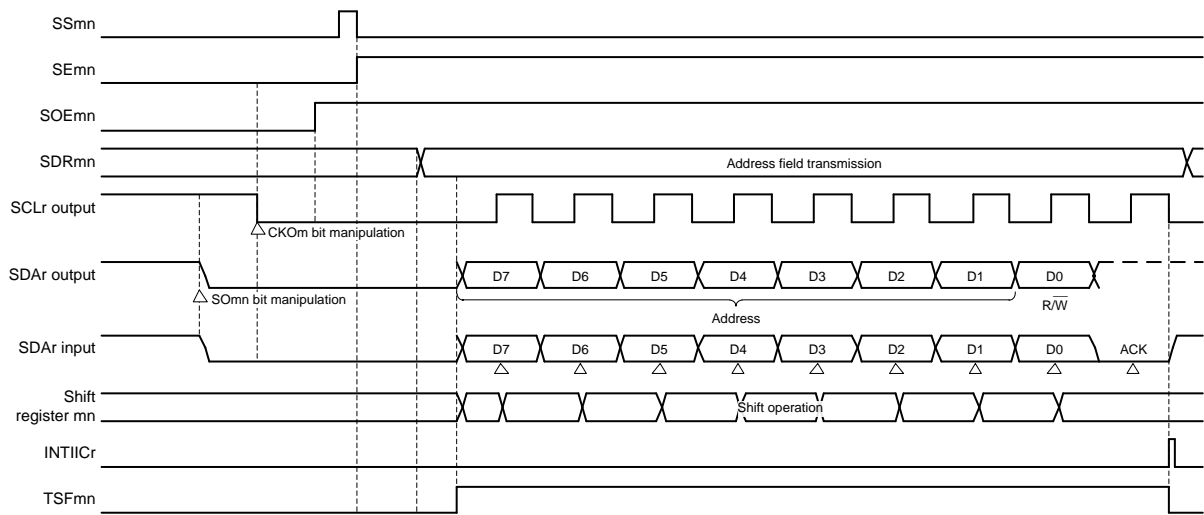 SSmn
SEmn
SOEmn
SDRmn
Address field transmission
SCLr output
CKOm bit manipulation
SDAr output
D7 D6 D5 D4 D3 D2 D1 D0
SOmn bit manipulation
Address
R/W̅
SDAr input
D7 D6 D5 D4 D3 D2 D1 D0 ACK
Shift
register mn
Shift operation
INTIICr
TSFmn